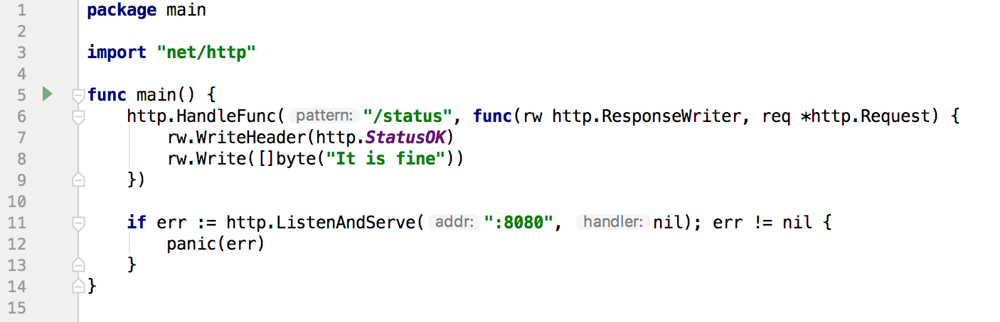 1 package main
2
3 import "net/http"
4
5 func main() {
6 http.HandleFunc( pattern: "/status", func(rw http.ResponseWriter, req *http.Request) {
7 rw.WriteHeader(http.StatusOK)
8 rw.Write([]byte("It is fine"))
9 })
10
11 if err := http.ListenAndServe( addr: ":8080", handler: nil); err != nil {
12 panic(err)
13 }
14 }
15